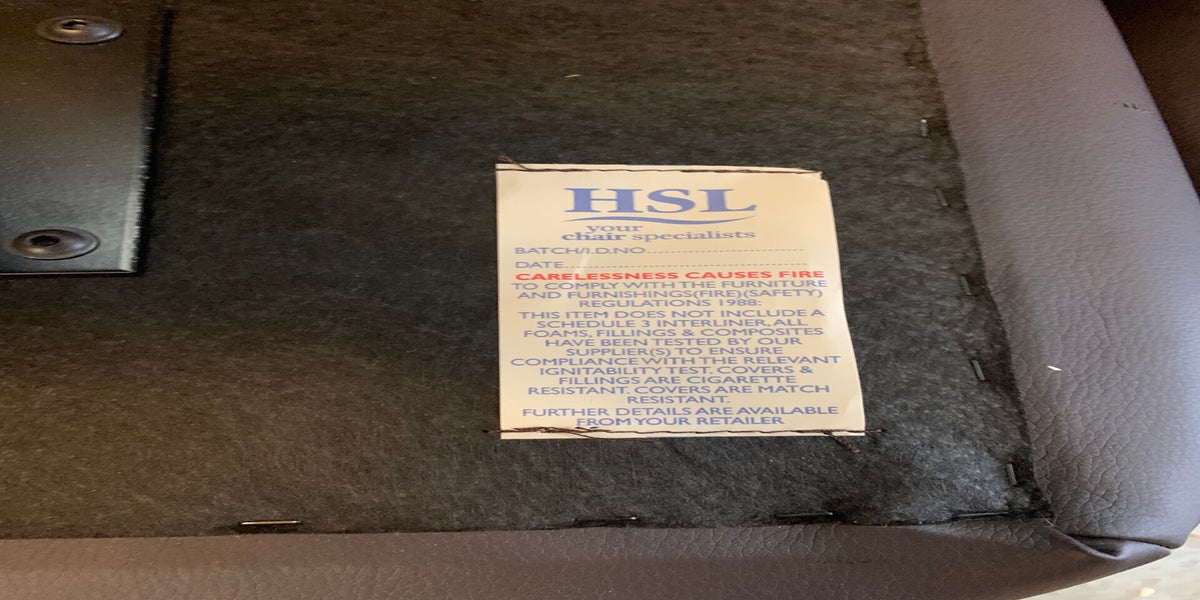 HSL
your
chair specialists
BATCH/I.D.NO....................................
DATE....................................................
CARELESSNESS CAUSES FIRE
TO COMPLY WITH THE FURNITURE
AND FURNISHINGS(FIRE)(SAFETY)
REGULATIONS 1988:
THIS ITEM DOES NOT INCLUDE A
SCHEDULE 3 INTERLINER, ALL
FOAMS, FILLINGS & COMPOSITES
HAVE BEEN TESTED BY OUR
SUPPLIER(S) TO ENSURE
COMPLIANCE WITH THE RELEVANT
IGNITABILITY TEST. COVERS &
FILLINGS ARE CIGARETTE
RESISTANT. COVERS ARE MATCH
RESISTANT.
FURTHER DETAILS ARE AVAILABLE
FROM YOUR RETAILER